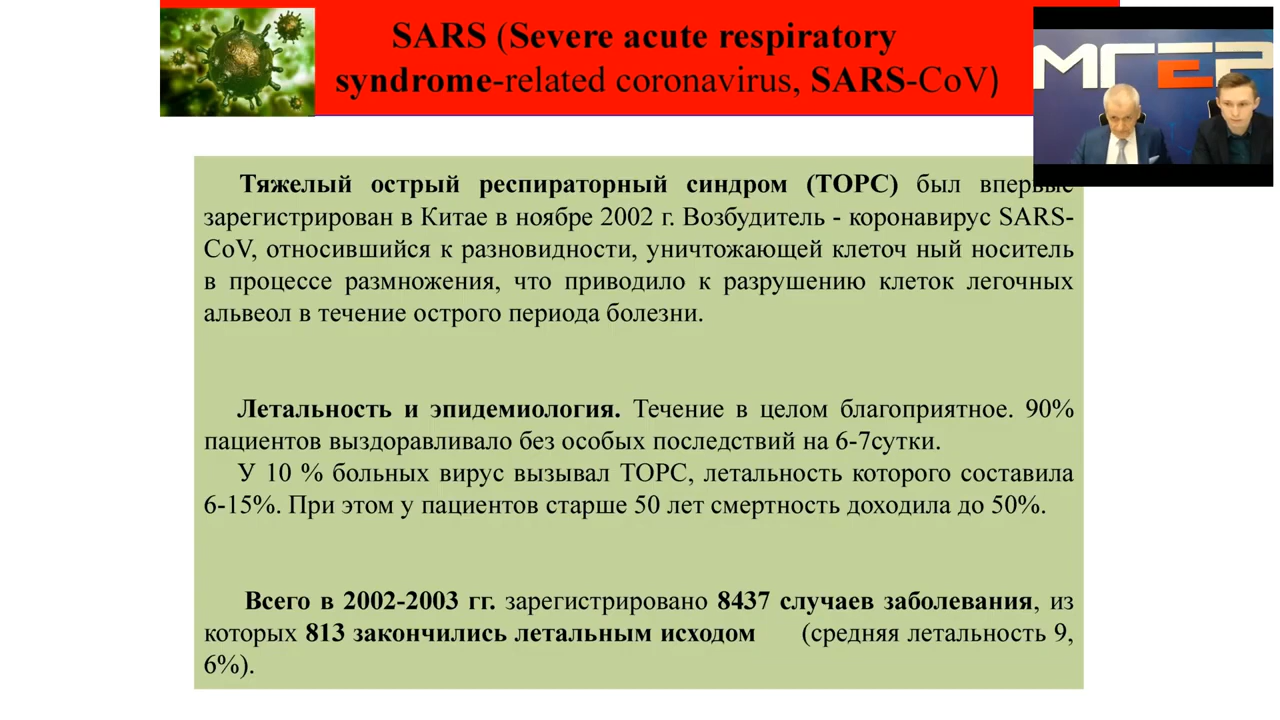 SARS (Severe acute respiratory
syndrome-related coronavirus, SARS-CoV)
МГЕР
Тяжелый острый респираторный синдром (ТОРС) был впервые
зарегистрирован в Китае в ноябре 2002 г. Возбудитель - коронавирус SARS-
CoV, относившийся к разновидности, уничтожающей клеточ ный носитель
в процессе размножения, что приводило к разрушению клеток легочных
альвеол в течение острого периода болезни.
Летальность и эпидемиология. Течение в целом благоприятное. 90%
пациентов выздоравливало без особых последствий на 6-7сутки.
У 10 % больных вирус вызывал ТОРС, летальность которого составила
6-15%. При этом у пациентов старше 50 лет смертность доходила до 50%.
Всего в 2002-2003 гг. зарегистрировано 8437 случаев заболевания, из
которых 813 закончились летальным исходом (средняя летальность 9,
6%).